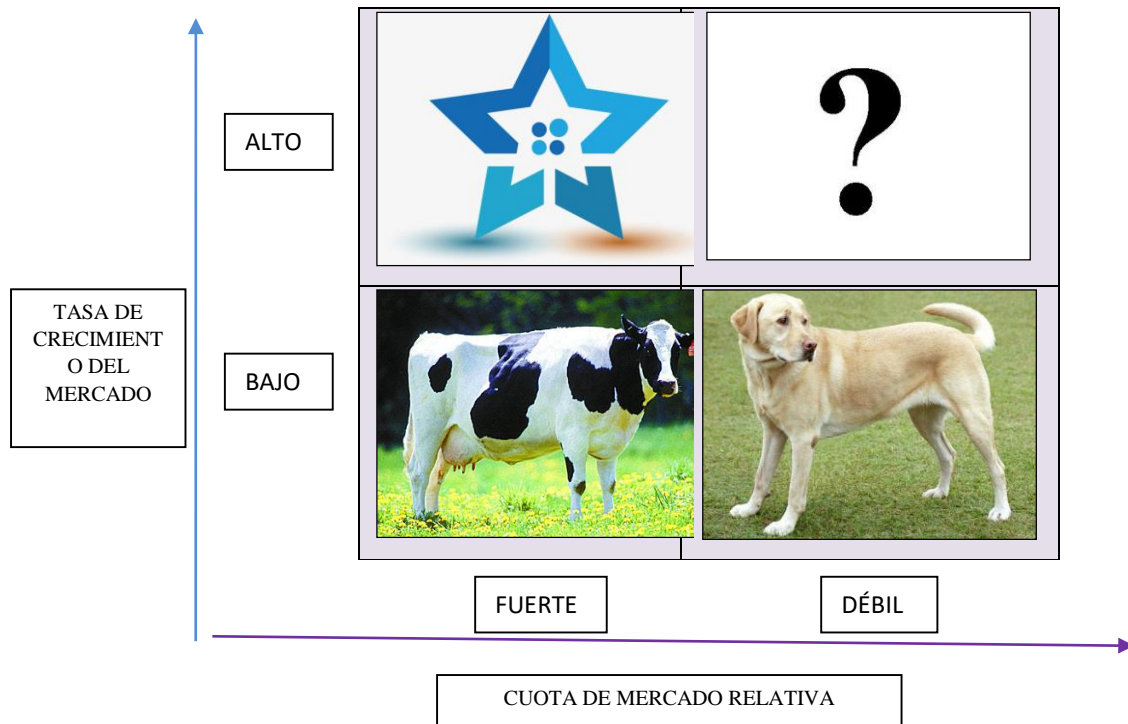 ALTO
?
TASA DE
CRECIMIENT
O DEL
MERCADO
BAJO
FUERTE
DÉBIL
CUOTA DE MERCADO RELATIVA